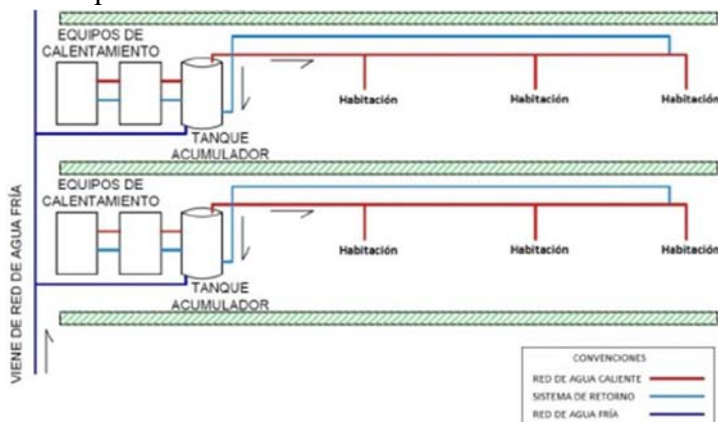 EQUIPOS DE
CALENTAMIENTO
Habitación
Habitación
Habitación
TANQUE
ACUMULADOR
EQUIPOS DE
CALENTAMIENTO
Habitación
Habitación
Habitación
TANQUE
ACUMULADOR
VIENE DE RED DE AGUA FRÍA
CONVENCIONES
RED DE AGUA CALIENTE
SISTEMA DE RETORNO
RED DE AGUA FRÍA